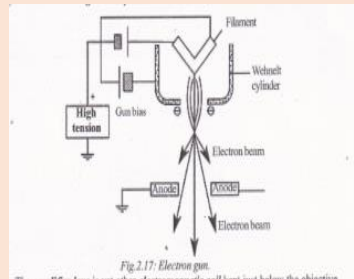 Filament
Wehnelt
cylinder
+
High
tension
Gun bias
Electron beam
Anode
Anode
Electron beam
Fig.2.17: Electron gun.